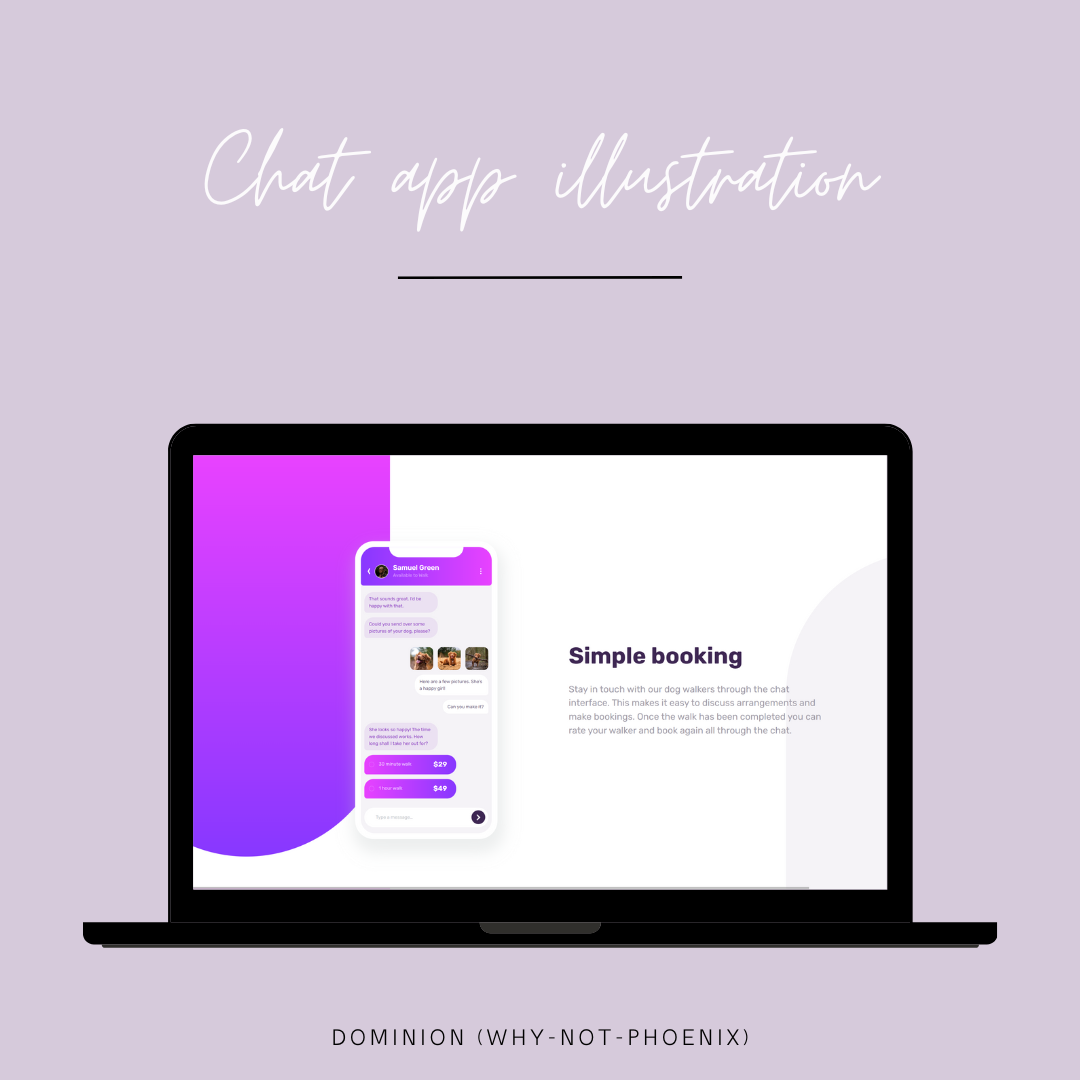 Chat app illustration
Samuel Green
Available to Walk
That sounds great. I'd be
happy with that.
Could you send over some
pictures of your dog, please?
Here are a few pictures. She's
a happy girl!
Can you make it?
She looks so happy! The time
we discussed works. How
long shall I take her out for?
30 minute walk $29
1 hour walk $49
Type a message...
Simple booking
Stay in touch with our dog walkers through the chat
interface. This makes it easy to discuss arrangements and
make bookings. Once the walk has been completed you can
rate your walker and book again all through the chat.
DOMINION (WHY-NOT-PHOENIX)